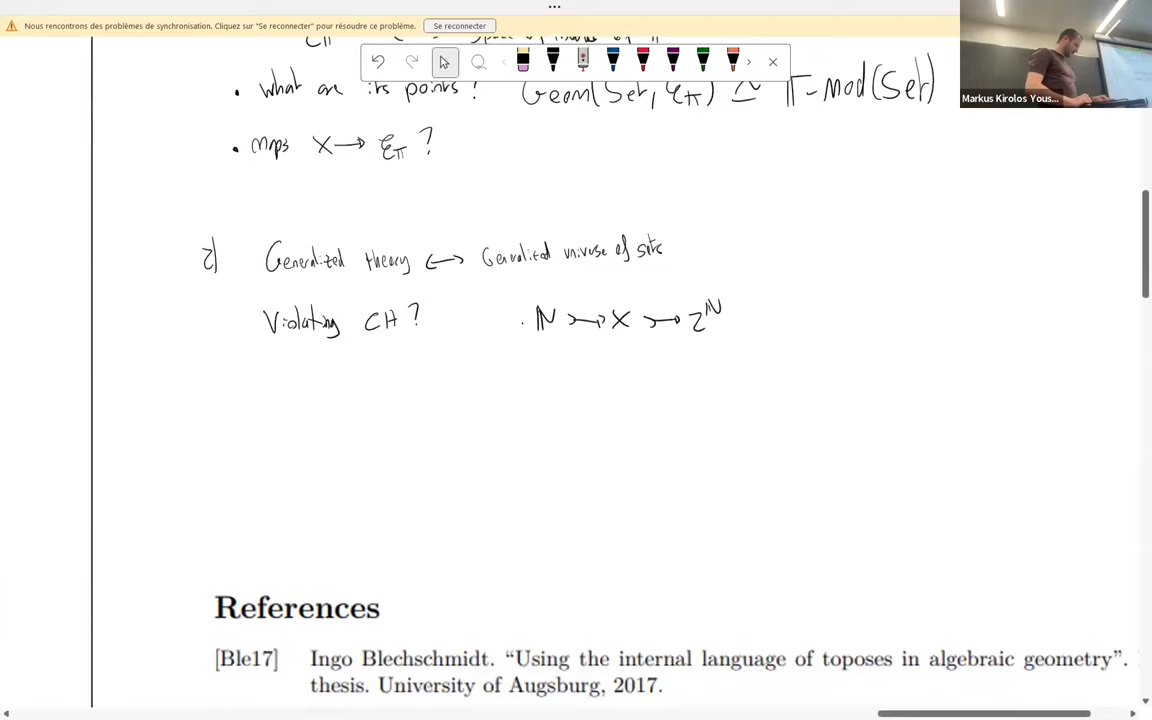 Nous rencontrons des problèmes de synchronisation. Cliquez sur "Se reconnecter" pour résoudre ce problème. Se reconnecter
Markus Kirolos Yous...
• What are its points? Geom(Set, ℰ_𝕋) ≃ 𝕋-mod(Set)
• Maps X → ℰ_𝕋 ?
2) Generalized theory ↔ Generalized universe of sets
Violating CH? ℕ ↣ X ↣ 2^ℕ
References
[Ble17] Ingo Blechschmidt. “Using the internal language of toposes in algebraic geometry”.
thesis. University of Augsburg, 2017.